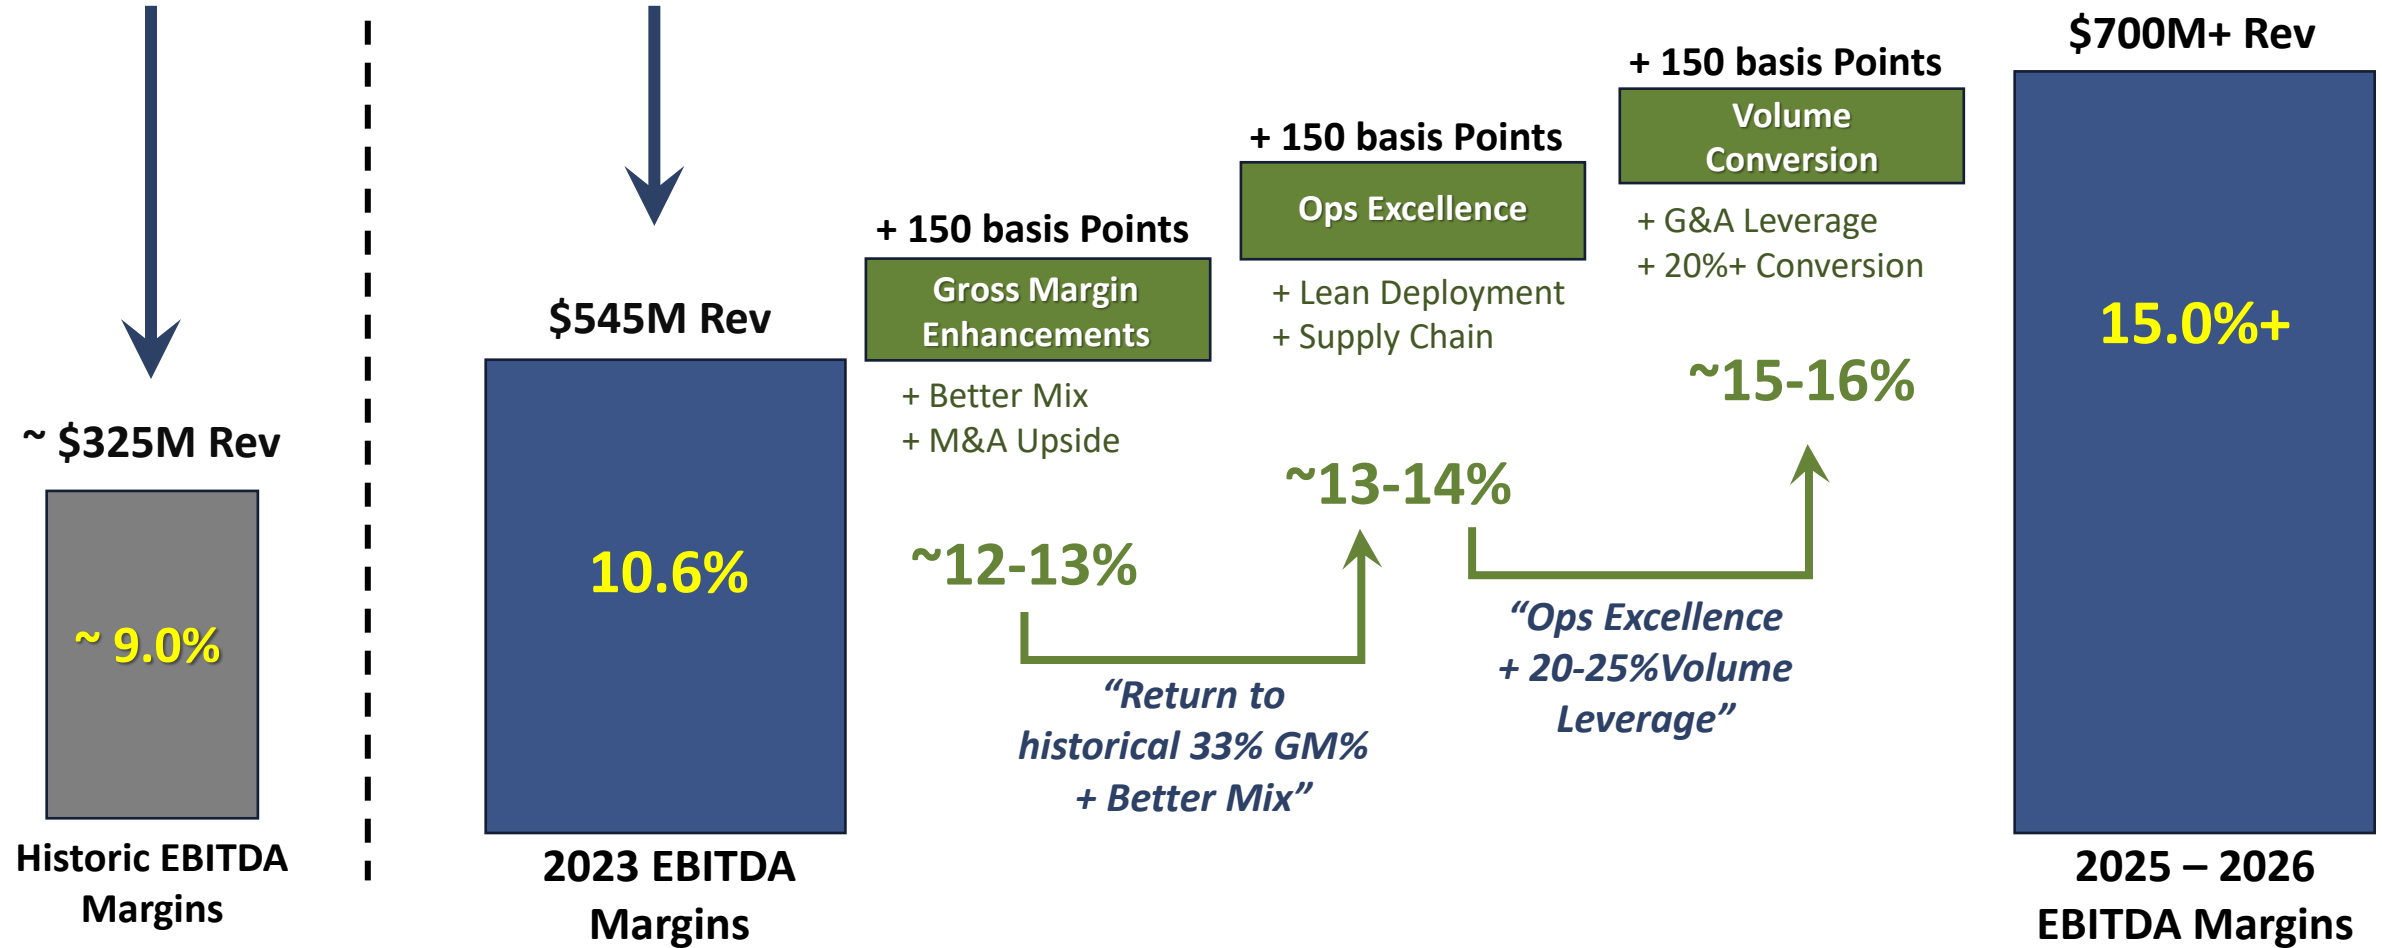 ~ $325M Rev
~ 9.0%
Historic EBITDA
Margins
$545M Rev
10.6%
2023 EBITDA
Margins
+ 150 basis Points
Gross Margin
Enhancements
+ Better Mix
+ M&A Upside
~12-13%
“Return to
historical 33% GM%
+ Better Mix”
+ 150 basis Points
Ops Excellence
+ Lean Deployment
+ Supply Chain
~13-14%
“Ops Excellence
+ 20-25%Volume
Leverage”
+ 150 basis Points
Volume
Conversion
+ G&A Leverage
+ 20%+ Conversion
~15-16%
$700M+ Rev
15.0%+
2025 – 2026
EBITDA Margins